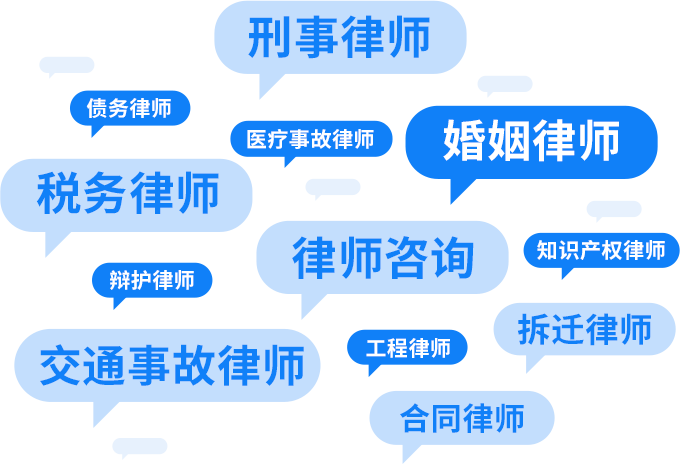 刑事律师
债务律师
医疗事故律师
婚姻律师
税务律师
律师咨询
知识产权律师
辩护律师
拆迁律师
工程律师
交通事故律师
合同律师